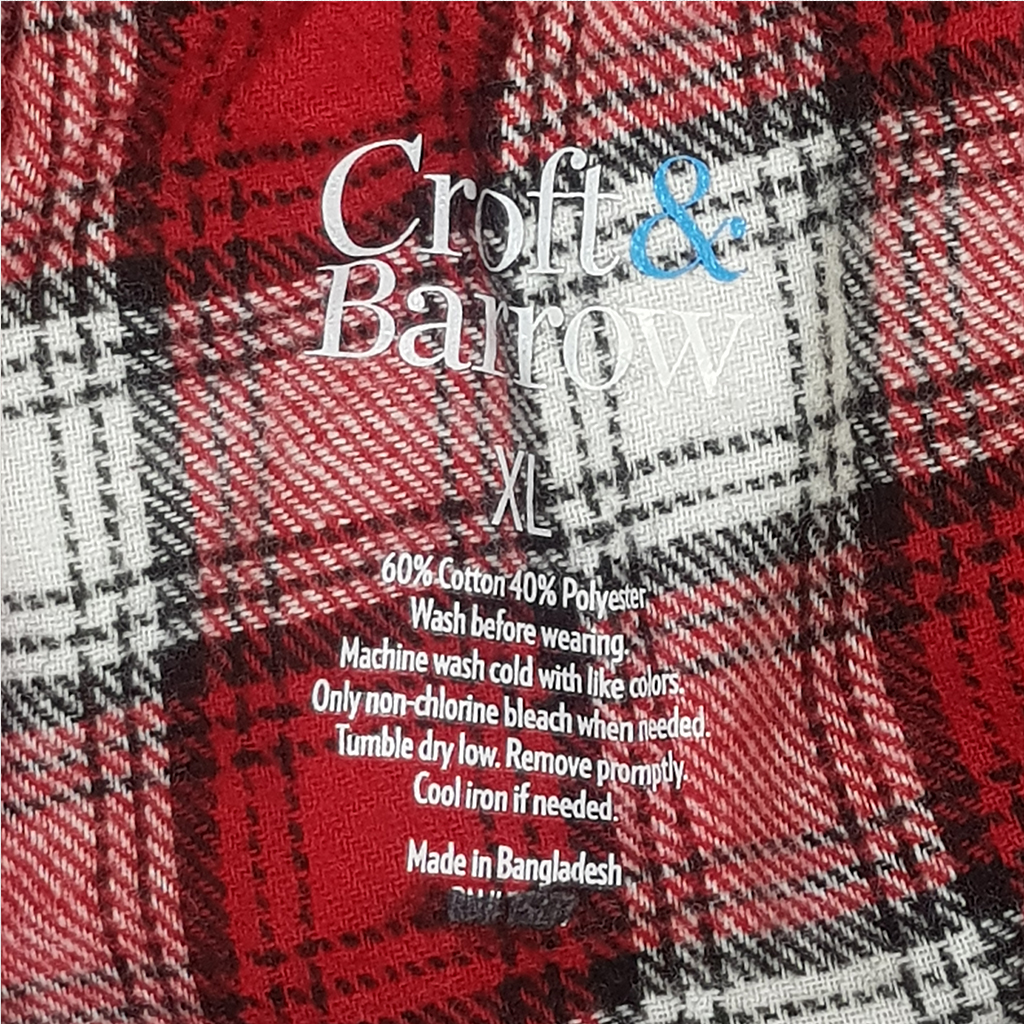 Croft &
Barrow
XL
60% Cotton 40% Polyester
Wash before wearing.
Machine wash cold with like colors.
Only non-chlorine bleach when needed.
Tumble dry low. Remove promptly.
Cool iron if needed.
Made in Bangladesh